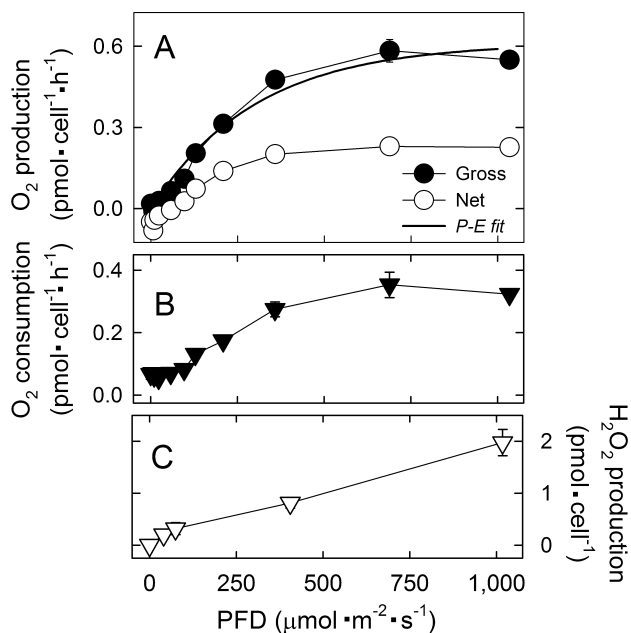 A
0.6
0.3
0.0
O₂ production
(pmol·cell⁻¹·h⁻¹)
Gross
Net
P-E fit
B
0.4
0.2
0.0
O₂ consumption
(pmol·cell⁻¹·h⁻¹)
C
2
1
0
H₂O₂ production
(pmol·cell⁻¹)
0 250 500 750 1,000
PFD (μmol·m⁻²·s⁻¹)